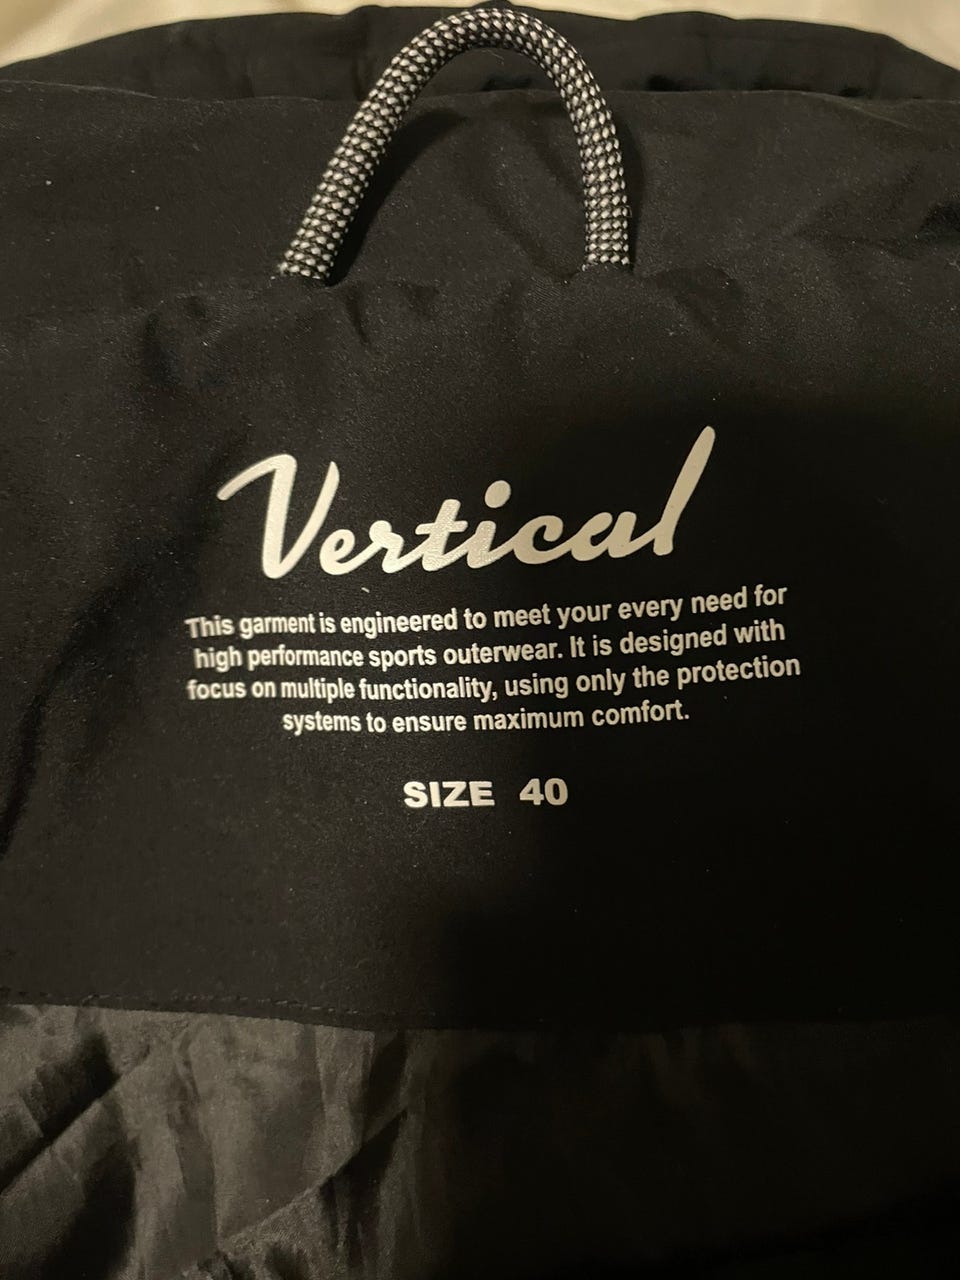 Vertical
This garment is engineered to meet your every need for
high performance sports outerwear. It is designed with
focus on multiple functionality, using only the protection
systems to ensure maximum comfort.
SIZE 40